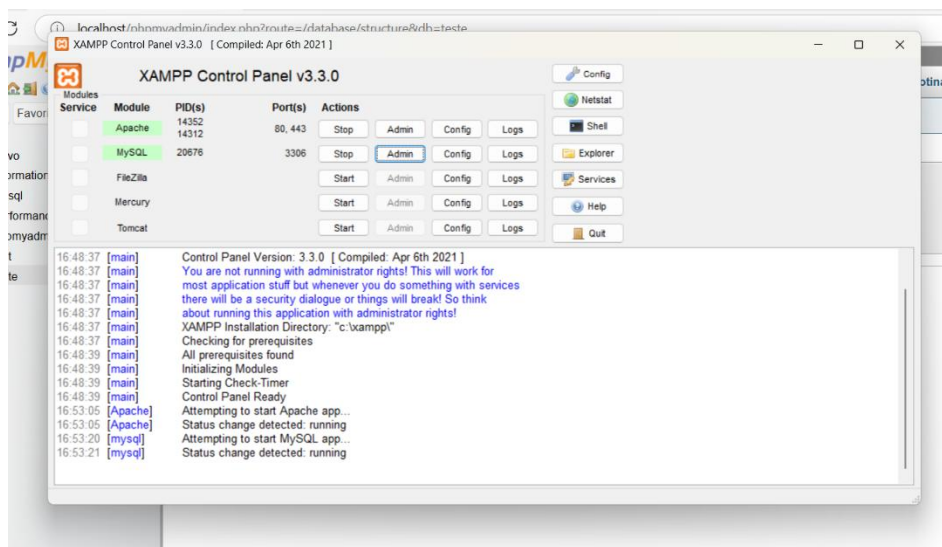 localhost/phpmyadmin/index.php?route=/database/structure&db=teste
XAMPP Control Panel v3.3.0 [ Compiled: Apr 6th 2021 ]
XAMPP Control Panel v3.3.0
Config
Modules
Service Module PID(s) Port(s) Actions
Netstat
Apache 14352 14312 80, 443 Stop Admin Config Logs
Shell
MySQL 20676 3306 Stop Admin Config Logs
Explorer
FileZilla Start Admin Config Logs
Services
Mercury Start Admin Config Logs
Help
Tomcat Start Admin Config Logs
Quit
Favor
16:48:37 [main] Control Panel Version: 3.3.0 [ Compiled: Apr 6th 2021 ]
16:48:37 [main] You are not running with administrator rights! This will work for
16:48:37 [main] most application stuff but whenever you do something with services
16:48:37 [main] there will be a security dialogue or things will break! So think
16:48:37 [main] about running this application with administrator rights!
16:48:37 [main] XAMPP Installation Directory: "c:\xampp\"
16:48:37 [main] Checking for prerequisites
16:48:39 [main] All prerequisites found
16:48:39 [main] Initializing Modules
16:48:39 [main] Starting Check-Timer
16:48:39 [main] Control Panel Ready
16:53:05 [Apache] Attempting to start Apache app...
16:53:05 [Apache] Status change detected: running
16:53:20 [mysql] Attempting to start MySQL app...
16:53:21 [mysql] Status change detected: running